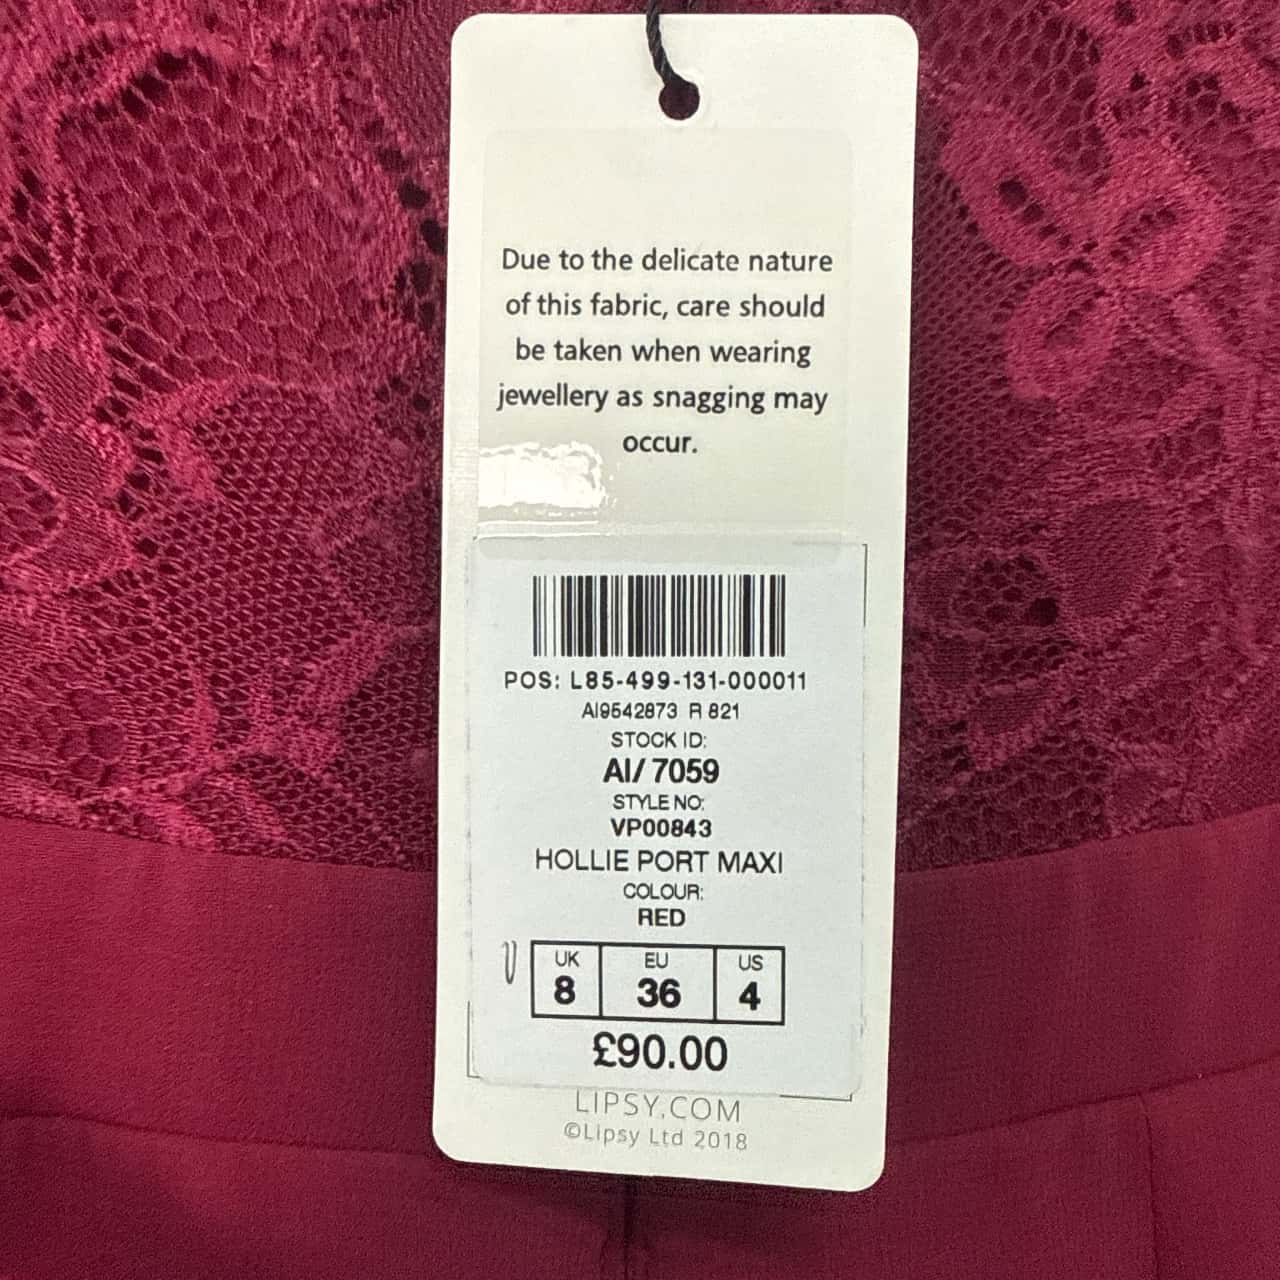 Due to the delicate nature
of this fabric, care should
be taken when wearing
jewellery as snagging may
occur.
POS: L85-499-131-000011
AI9542873 R 821
STOCK ID:
AI/ 7059
STYLE NO:
VP00843
HOLLIE PORT MAXI
COLOUR:
RED
UK EU US
8 36 4
£90.00
LIPSY.COM
©Lipsy Ltd 2018